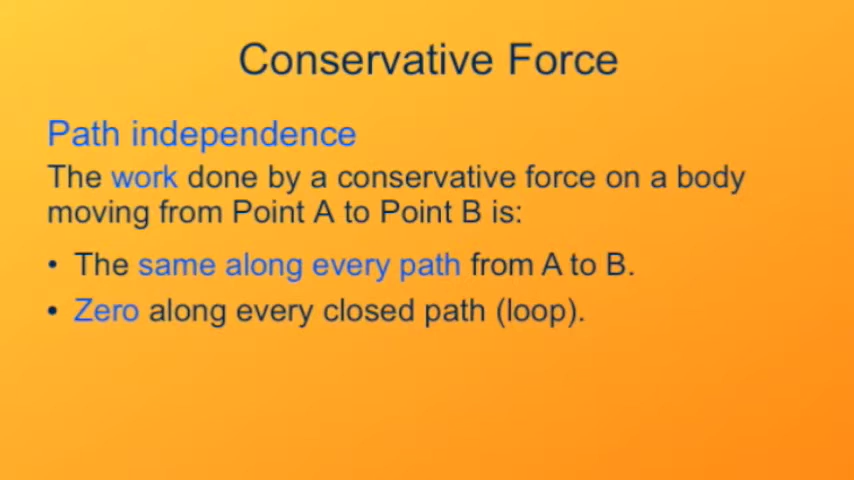 Conservative Force
Path independence
The work done by a conservative force on a body
moving from Point A to Point B is:
• The same along every path from A to B.
• Zero along every closed path (loop).